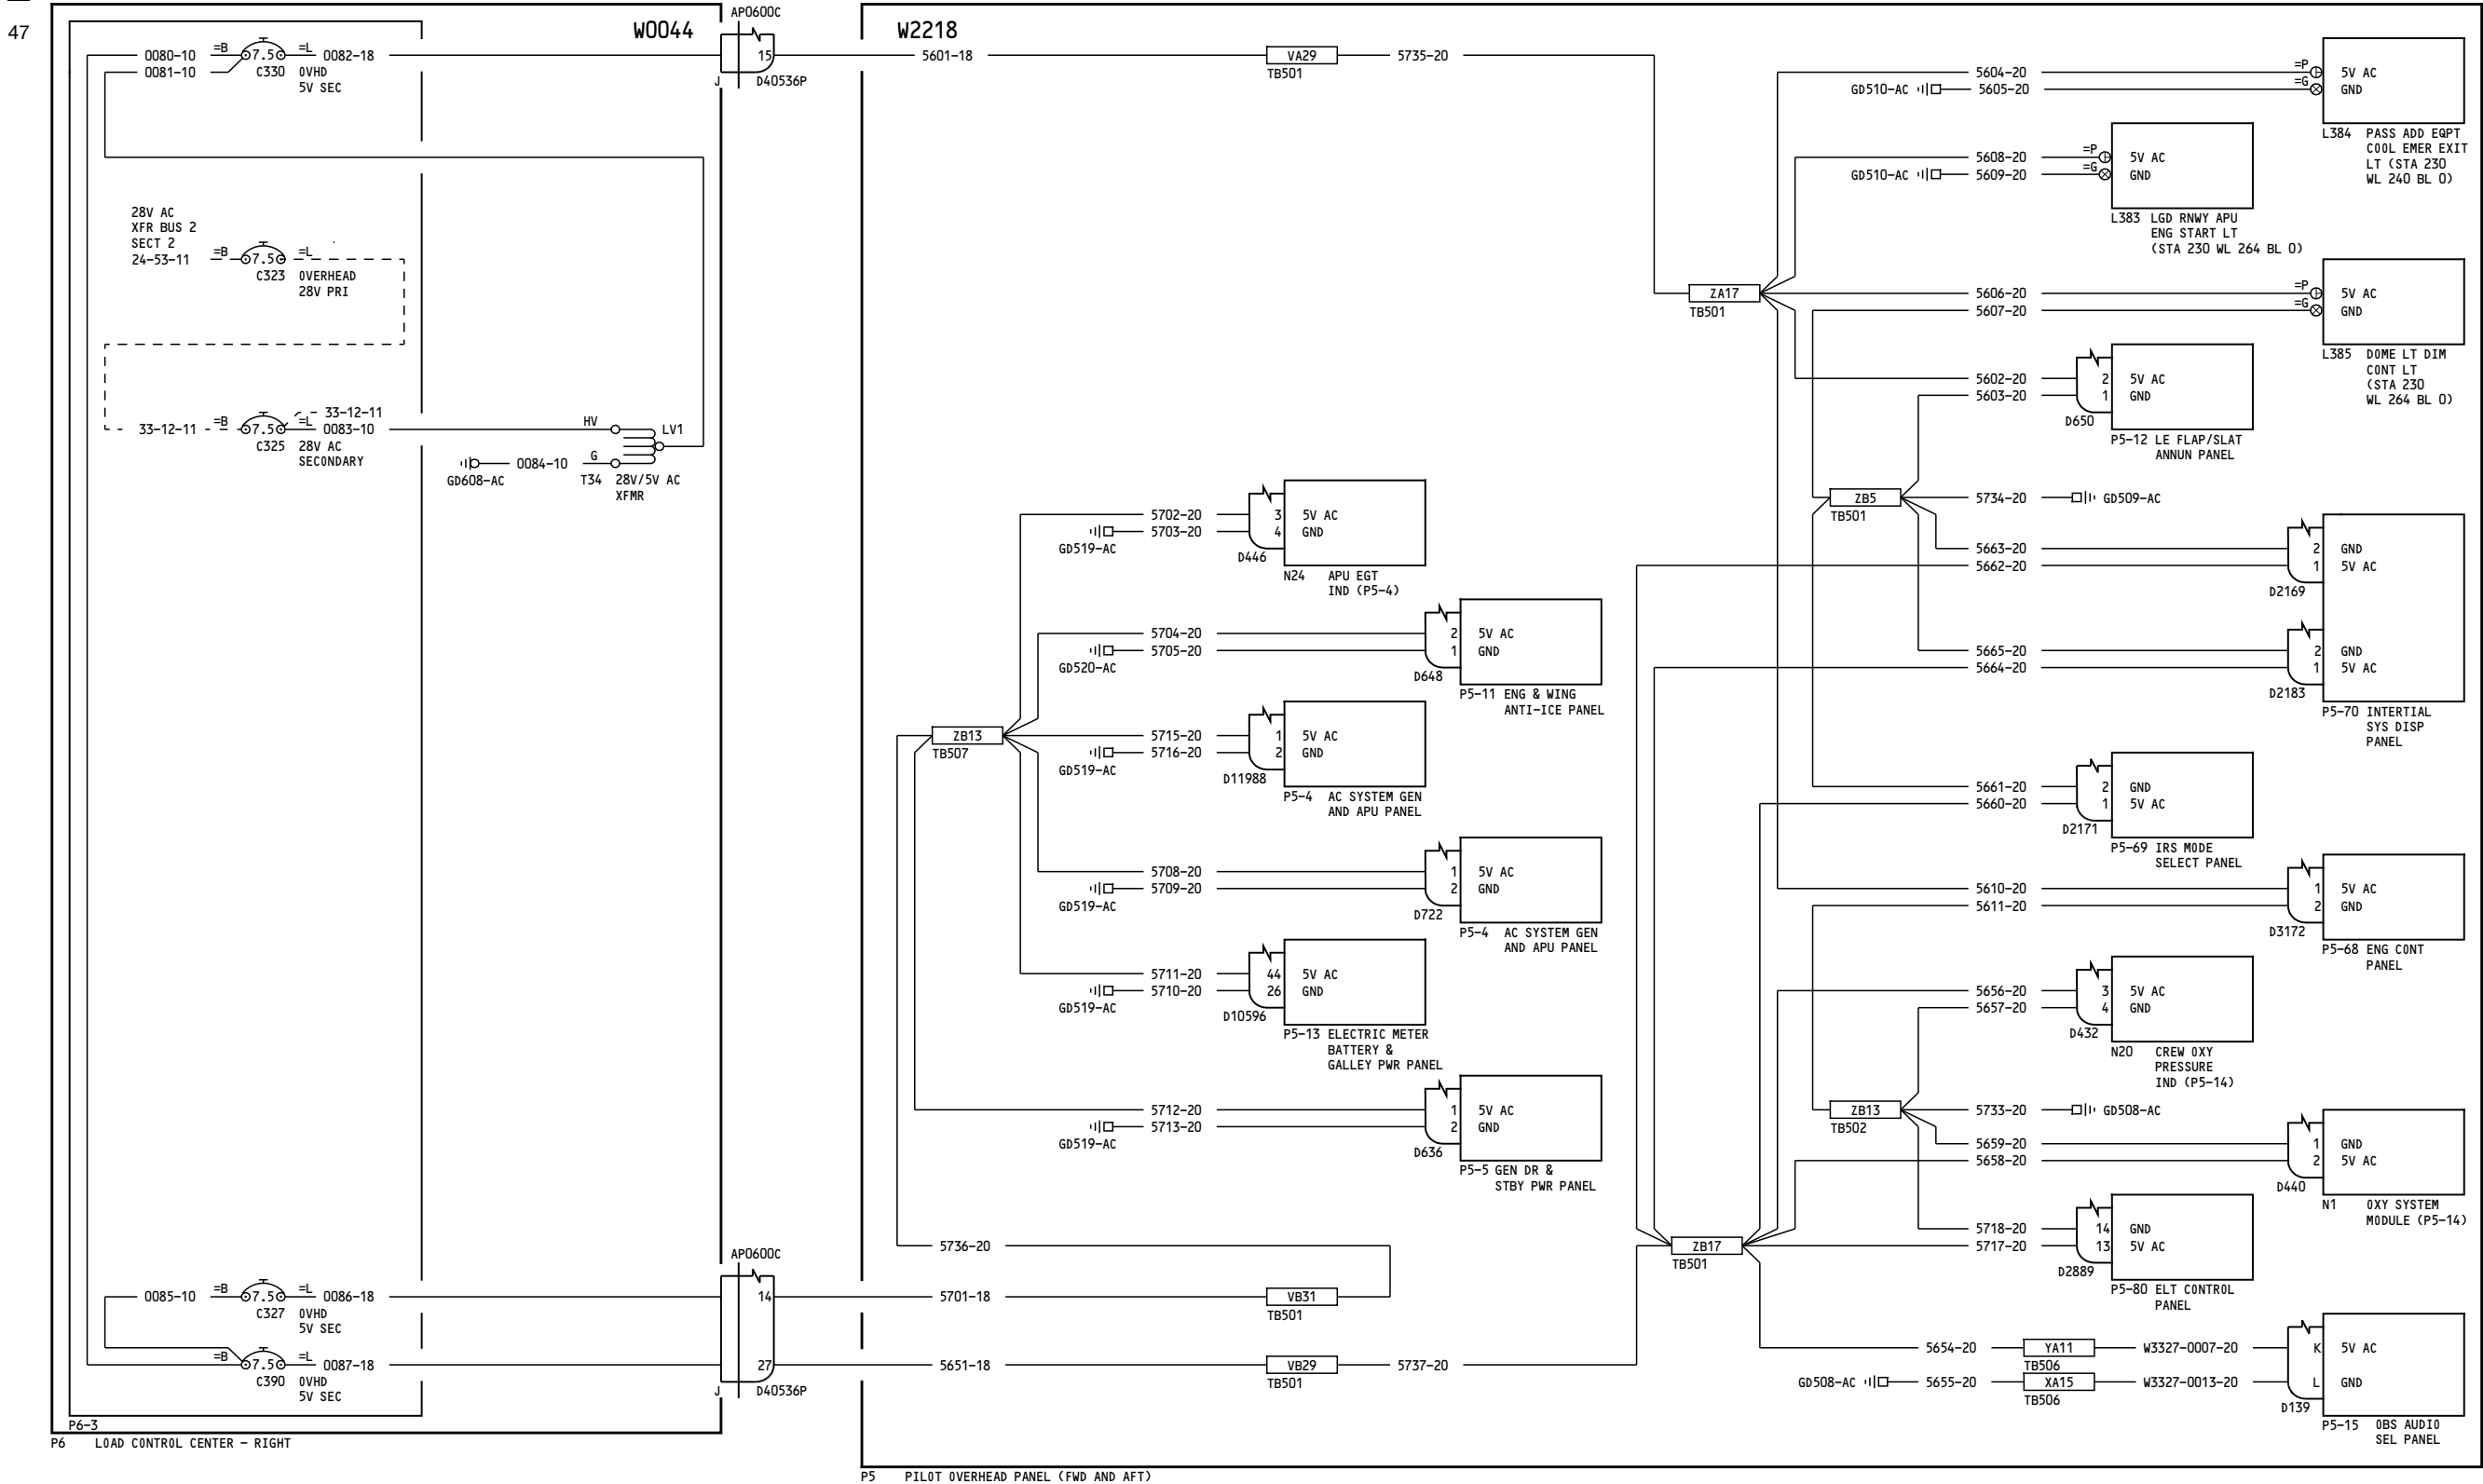 47
W0044
AP0600C
W2218
0080-10 =B 7.5 =L 0082-18
0081-10
C330 OVHD
5V SEC
15
J D40536P
5601-18
VA29
TB501
5735-20
28V AC
XFR BUS 2
SECT 2
24-53-11 =B 7.5 =L
C323 OVERHEAD
28V PRI
33-12-11
33-12-11 =B 7.5 =L 0083-10
C325 28V AC
SECONDARY
HV
LV1
G
0084-10
GD608-AC
T34 28V/5V AC
XFMR
0085-10 =B 7.5 =L 0086-18
C327 OVHD
5V SEC
=B 7.5 =L 0087-18
C390 OVHD
5V SEC
P6-3
P6 LOAD CONTROL CENTER - RIGHT
AP0600C
14
27
J D40536P
5736-20
5701-18
VB31
TB501
5651-18
VB29
TB501
5737-20
ZB13
TB507
5702-20 3 5V AC
5703-20 4 GND
GD519-AC
D446
N24 APU EGT
IND (P5-4)
5704-20 2 5V AC
5705-20 1 GND
GD520-AC
D648
P5-11 ENG & WING
ANTI-ICE PANEL
5715-20 1 5V AC
5716-20 2 GND
GD519-AC
D11988
P5-4 AC SYSTEM GEN
AND APU PANEL
5708-20 1 5V AC
5709-20 2 GND
GD519-AC
D722
P5-4 AC SYSTEM GEN
AND APU PANEL
5711-20 44 5V AC
5710-20 26 GND
GD519-AC
D10596
P5-13 ELECTRIC METER
BATTERY &
GALLEY PWR PANEL
5712-20 1 5V AC
5713-20 2 GND
GD519-AC
D636
P5-5 GEN DR &
STBY PWR PANEL
ZA17
TB501
5604-20 =P 5V AC
GD510-AC 5605-20 =G GND
L384 PASS ADD EQPT
COOL EMER EXIT
LT (STA 230
WL 240 BL 0)
5608-20 =P 5V AC
GD510-AC 5609-20 =G GND
L383 LGD RNWY APU
ENG START LT
(STA 230 WL 264 BL 0)
5606-20 =P 5V AC
5607-20 =G GND
L385 DOME LT DIM
CONT LT
(STA 230
WL 264 BL 0)
5602-20 2 5V AC
5603-20 1 GND
D650
P5-12 LE FLAP/SLAT
ANNUN PANEL
ZB5
TB501
5734-20 GD509-AC
5663-20 2 GND
5662-20 1 5V AC
D2169
5665-20 2 GND
5664-20 1 5V AC
D2183
P5-70 INTERTIAL
SYS DISP
PANEL
5661-20 2 GND
5660-20 1 5V AC
D2171
P5-69 IRS MODE
SELECT PANEL
5610-20 1 5V AC
5611-20 2 GND
D3172
P5-68 ENG CONT
PANEL
5656-20 3 5V AC
5657-20 4 GND
D432
N20 CREW OXY
PRESSURE
IND (P5-14)
ZB13
TB502
5733-20 GD508-AC
5659-20 1 GND
5658-20 2 5V AC
D440
N1 OXY SYSTEM
MODULE (P5-14)
ZB17
TB501
5718-20 14 GND
5717-20 13 5V AC
D2889
P5-80 ELT CONTROL
PANEL
5654-20 YA11 W3327-0007-20 K 5V AC
TB506
GD508-AC 5655-20 XA15 W3327-0013-20 L GND
TB506
D139
P5-15 OBS AUDIO
SEL PANEL
P5 PILOT OVERHEAD PANEL (FWD AND AFT)